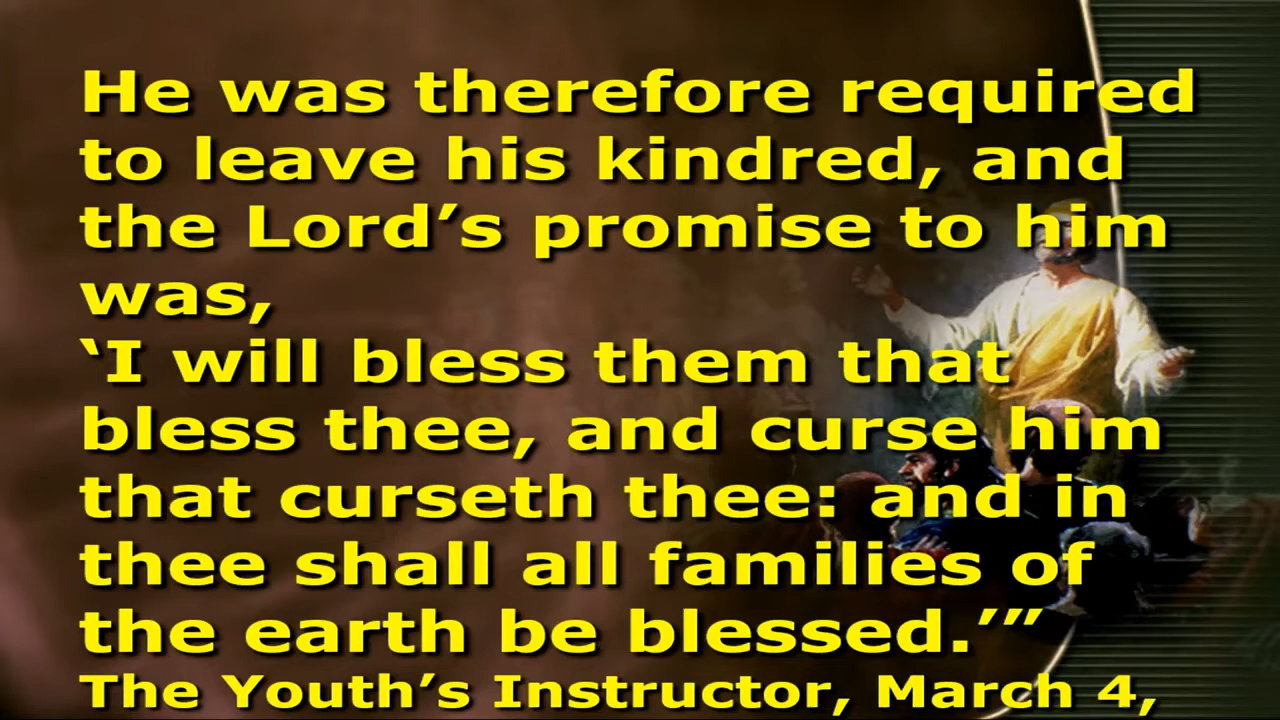 He was therefore required
to leave his kindred, and
the Lord’s promise to him
was,
‘I will bless them that
bless thee, and curse him
that curseth thee: and in
thee shall all families of
the earth be blessed.’”
The Youth’s Instructor, March 4,